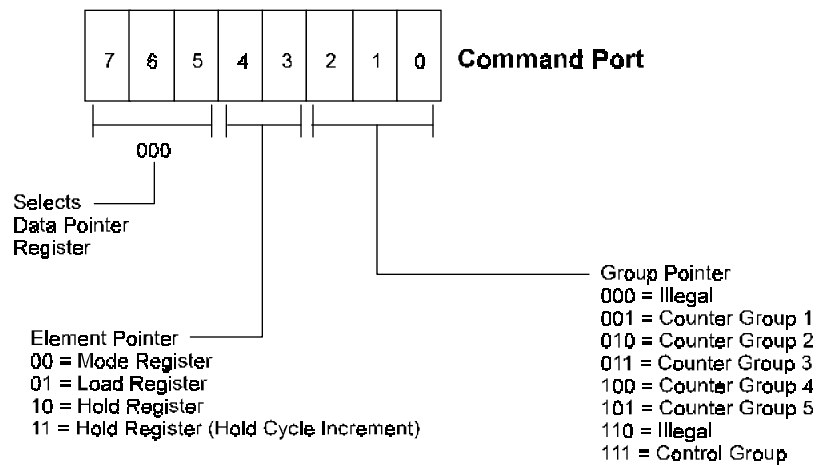 7 6 5 4 3 2 1 0 Command Port
000
Selects
Data Pointer
Register
Element Pointer
00 = Mode Register
01 = Load Register
10 = Hold Register
11 = Hold Register (Hold Cycle Increment)
Group Pointer
000 = Illegal
001 = Counter Group 1
010 = Counter Group 2
011 = Counter Group 3
100 = Counter Group 4
101 = Counter Group 5
110 = Illegal
111 = Control Group